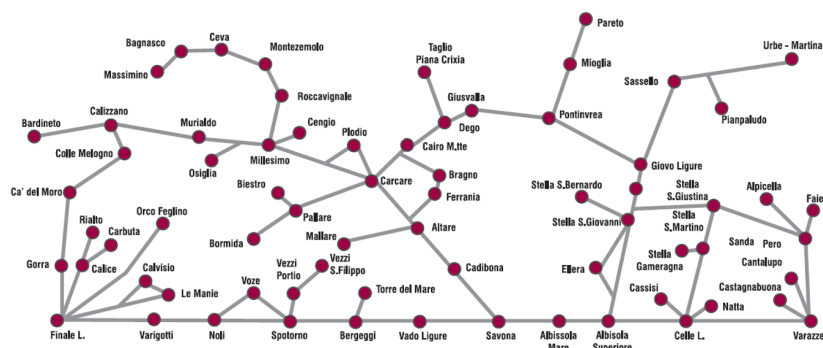 Pareto
Ceva
Bagnasco
Montezemolo
Taglio
Piana Crixia
Urbe - Martina
Massimino
Mioglia
Sassello
Roccavignale
Giusvalla
Pontinvrea
Pianpaludo
Bardineto
Calizzano
Murialdo
Cengio
Plodio
Dego
Cairo M.tte
Colle Melogno
Osiglia
Millesimo
Giovo Ligure
Carcare
Bragno
Ca' del Moro
Biestro
Ferrania
Stella S.Bernardo
Stella
S.Giustina
Alpicella
Faie
Rialto
Orco Feglino
Carbuta
Pallare
Stella S.Giovanni
Stella
S.Martino
Bormida
Mallare
Altare
Sanda
Pero
Gorra
Calice
Calvisio
Vezzi
Portio
Vezzi
S.Filippo
Cadibona
Ellera
Stella
Gameragna
Cantalupo
Le Manie
Voze
Torre del Mare
Cassisi
Natta
Castagnabuona
Finale L.
Varigotti
Noli
Spotorno
Bergeggi
Vado Ligure
Savona
Albissola
Mare
Albisola
Superiore
Celle L.
Varazze